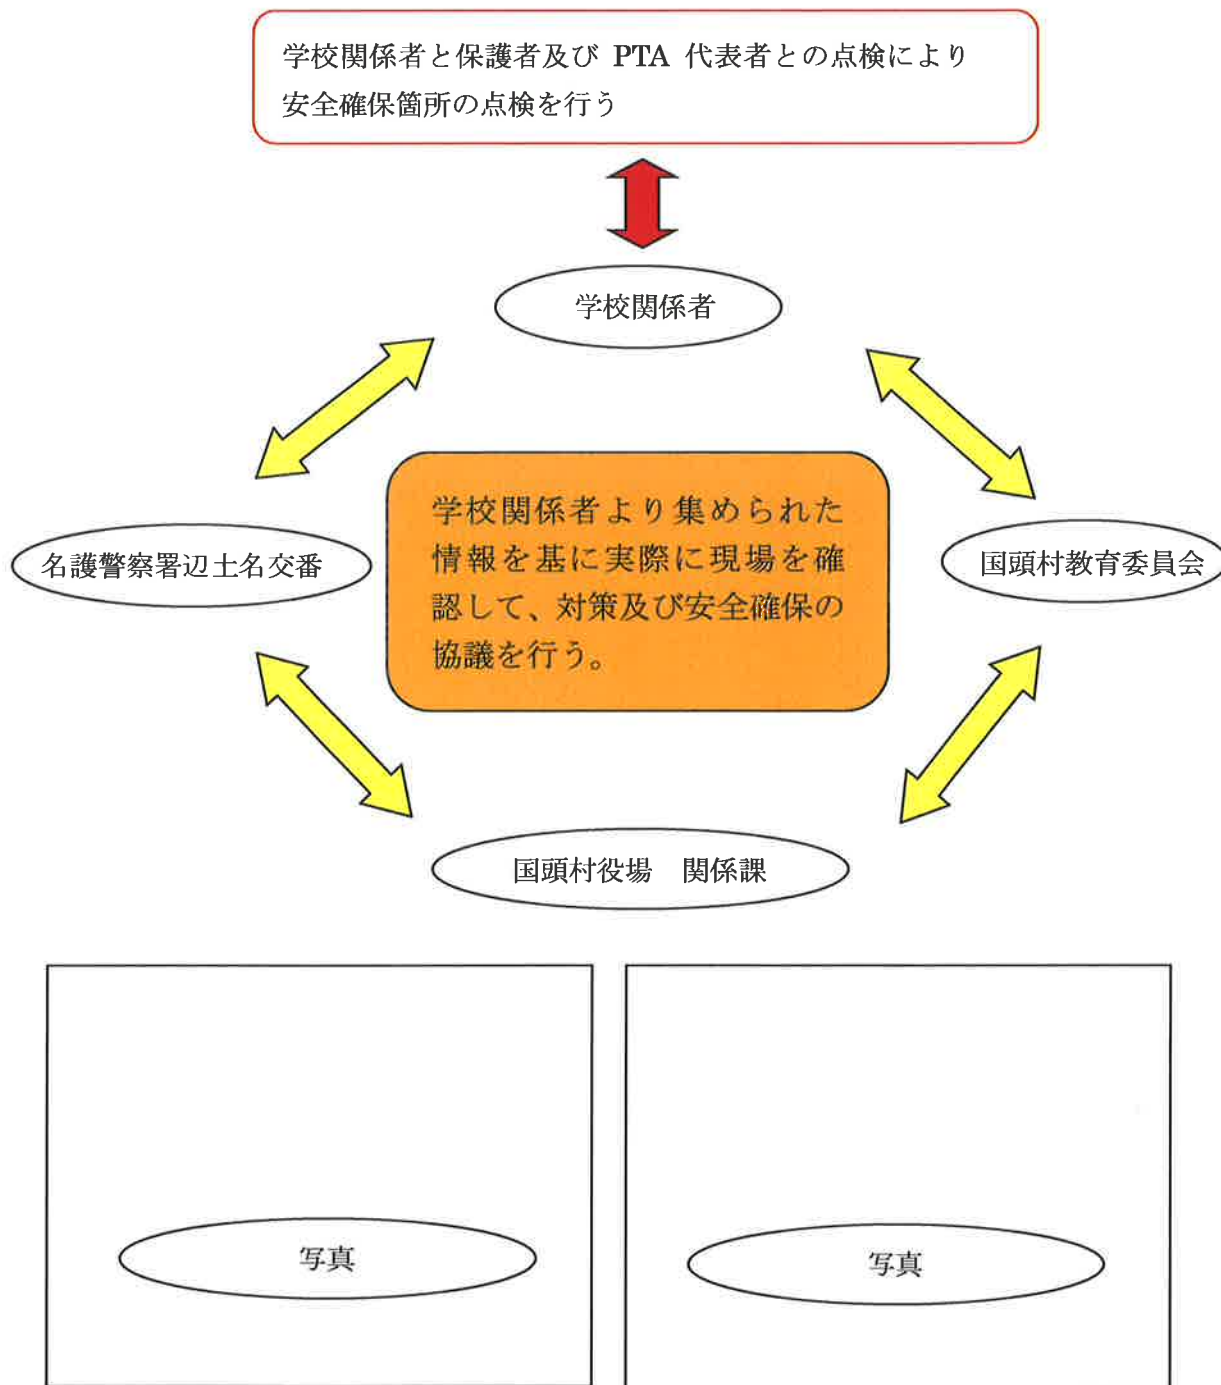 学校関係者と保護者及び PTA 代表者との点検により
安全確保箇所の点検を行う
学校関係者
学校関係者より集められた
情報を基に実際に現場を確
認して、対策及び安全確保の
協議を行う。
名護警察署辺土名交番
国頭村教育委員会
国頭村役場　関係課
写真
写真